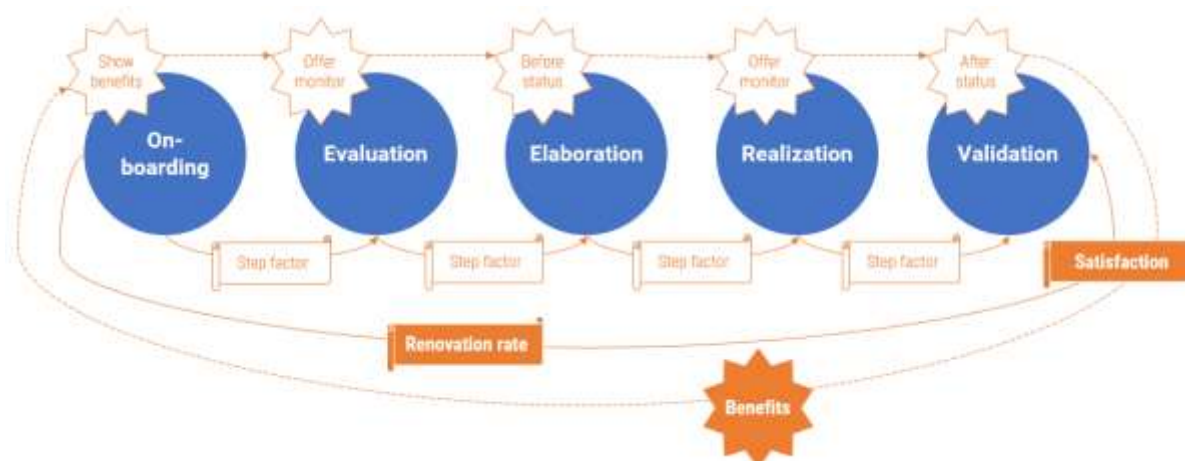 Show
benefits
Offer
monitor
Before
status
Offer
monitor
After
status
On-
boarding
Evaluation
Elaboration
Realization
Validation
Step factor
Step factor
Step factor
Step factor
Satisfaction
Renovation rate
Benefits